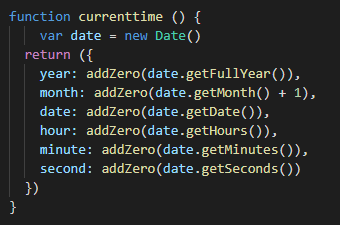 function currenttime () {
    var date = new Date()
  return ({
    year: addZero(date.getFullYear()),
    month: addZero(date.getMonth() + 1),
    date: addZero(date.getDate()),
    hour: addZero(date.getHours()),
    minute: addZero(date.getMinutes()),
    second: addZero(date.getSeconds())
  })
}